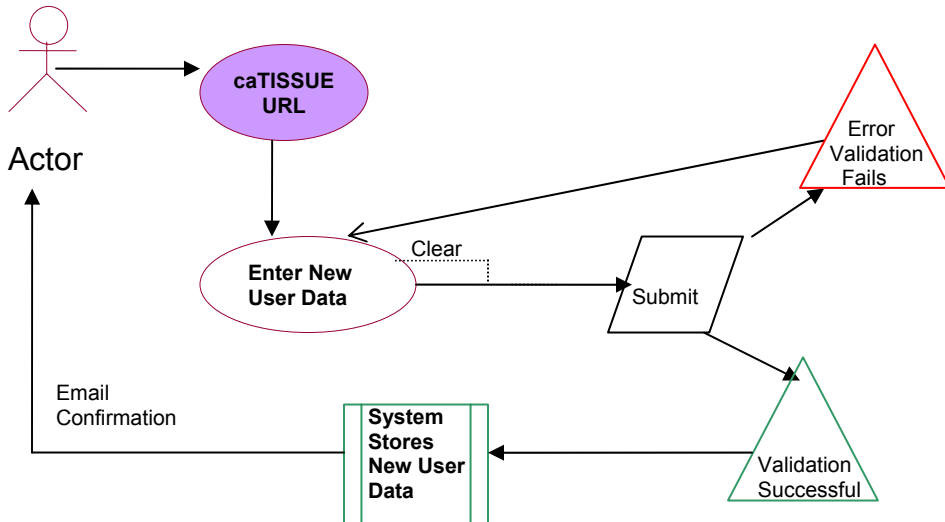 caTISSUE
URL
Actor
Error
Validation
Fails
Clear
Enter New
User Data
Submit
Email
Confirmation
System
Stores
New User
Data
Validation
Successful